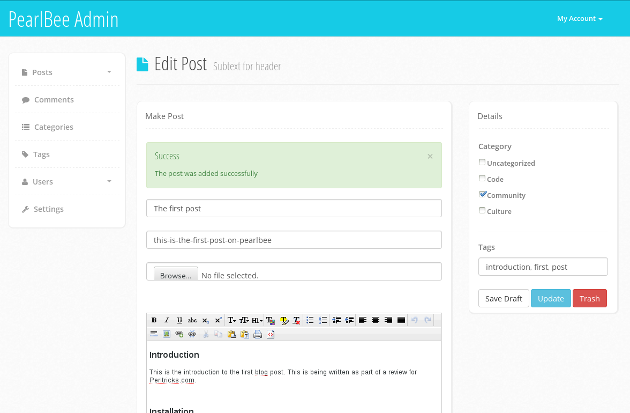 PearlBee Admin
My Account
Posts
Comments
Categories
Tags
Users
Settings
Edit Post Subtext for header
Make Post
Success
×
The post was added successfully
The first post
this-is-the-first-post-on-pearlbee
Browse... No file selected.
Introduction
This is the introduction to the first blog post. This is being written as part of a review for
Perltricks.com.
Installation
Details
Category
Uncategorized
Code
Community
Culture
Tags
introduction, first, post
Save Draft Update Trash